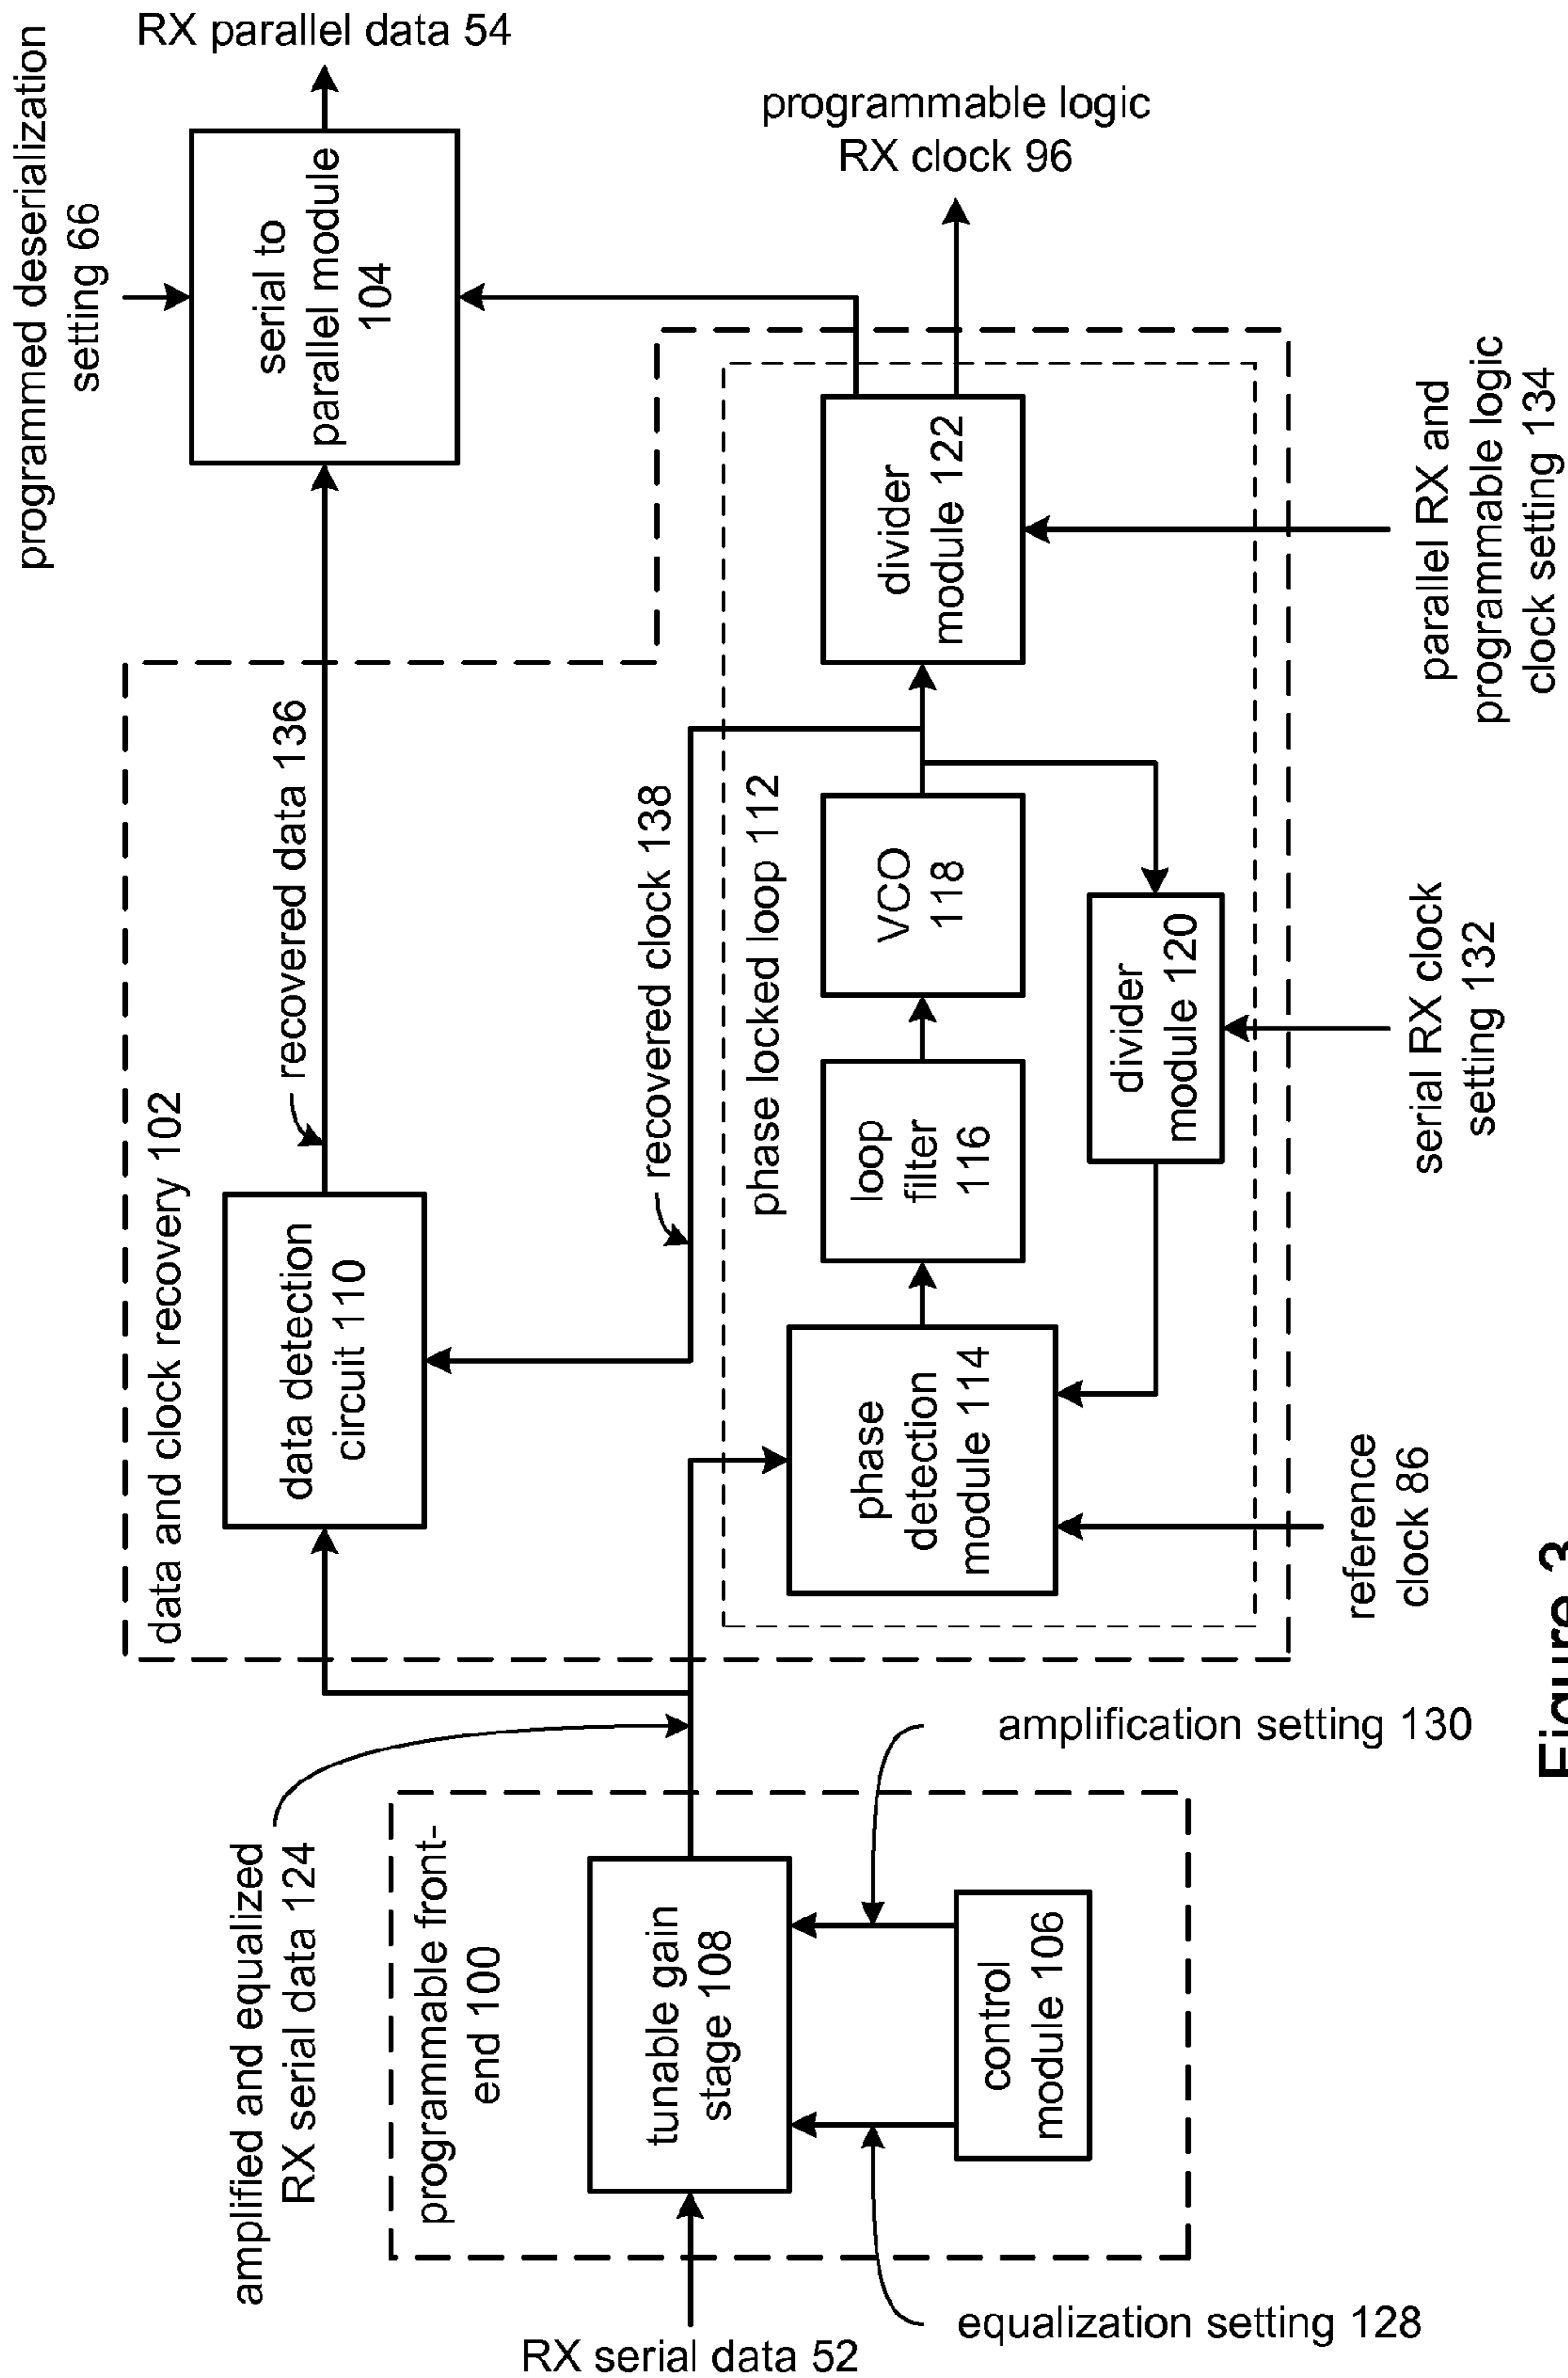 RX parallel data 54
programmed deserialization
setting 66
serial to
parallel module
104
programmable logic
RX clock 96
data and clock recovery 102
recovered data 136
data detection
circuit 110
recovered clock 138
phase locked loop 112
divider
module 122
VCO
118
loop
filter
116
phase
detection
module 114
divider
module 120
parallel RX and
programmable logic
clock setting 134
serial RX clock
setting 132
reference
clock 86
amplified and equalized
RX serial data 124
programmable front-
end 100
tunable gain
stage 108
control
module 106
amplification setting 130
equalization setting 128
RX serial data 52
Figure 3